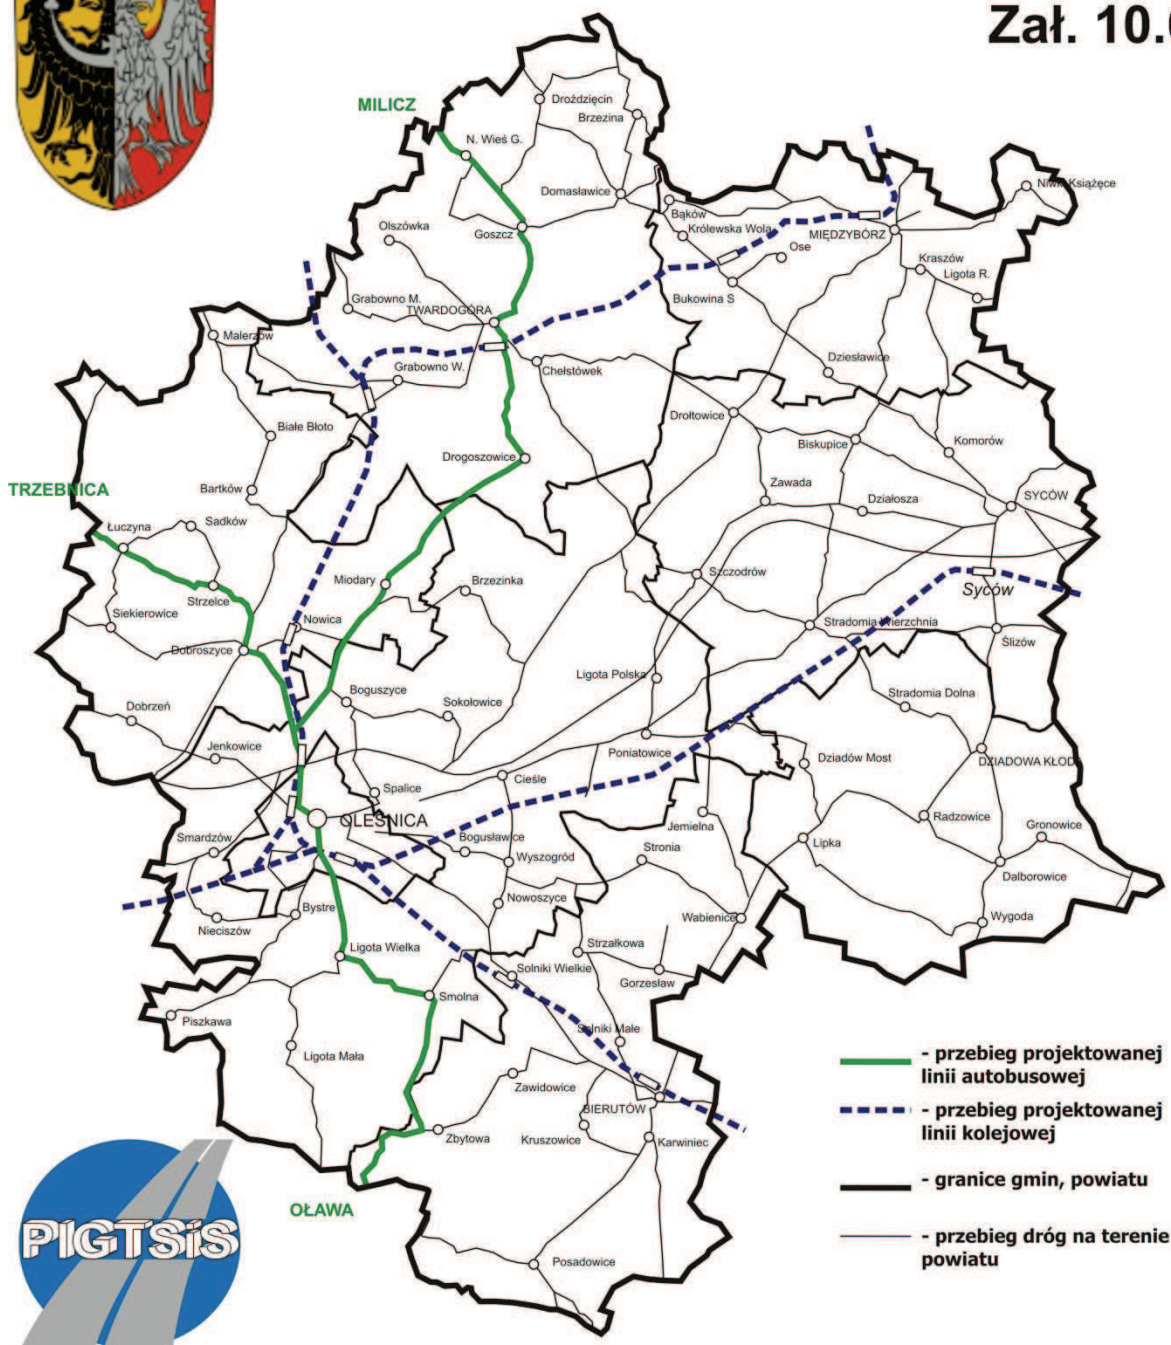 Zał. 10.
MILICZ
Droździęcin
Brzezina
N. Wieś G.
Domasławice
Niwki Książęce
Bąków
Goszcz
Olszówka
Królewska Wola
MIĘDZYBÓRZ
Ose
Kraszów
Ligota R.
Grabowno M.
TWARDOGÓRA
Bukowina S
Malerzów
Grabowno W.
Chełstówek
Dziesławice
Drołtowice
Białe Błoto
Biskupice
Komorów
Drogoszowice
TRZEBNICA
Bartków
Zawada
Działosza
SYCÓW
Łuczyna
Sadków
Strzelce
Miodary
Brzezinka
Szczodrów
Syców
Siekierowice
Nowica
Stradomia Wierzchnia
Ślizów
Dobroszyce
Ligota Polska
Boguszyce
Sokołowice
Stradomia Dolna
Dobrzeń
Jenkowice
Poniatowice
Dziadów Most
DZIADOWA KŁODA
Cieśle
Spalice
OLEŚNICA
Radzowice
Jemielna
Gronowice
Smardzów
Bogusławice
Lipka
Wyszogród
Stronia
Dalborowice
Nowoszyce
Bystre
Wabienice
Wygoda
Nieciszów
Strzałkowa
Ligota Wielka
Solniki Wielkie
Gorzesław
Smolna
Piszkawa
Solniki Małe
Ligota Mała
Zawidowice
BIERUTÓW
Zbytowa
Kruszowice
Karwiniec
OŁAWA
Posadowice
- przebieg projektowanej
linii autobusowej
- przebieg projektowanej
linii kolejowej
- granice gmin, powiatu
- przebieg dróg na terenie
powiatu
PIGTSiS